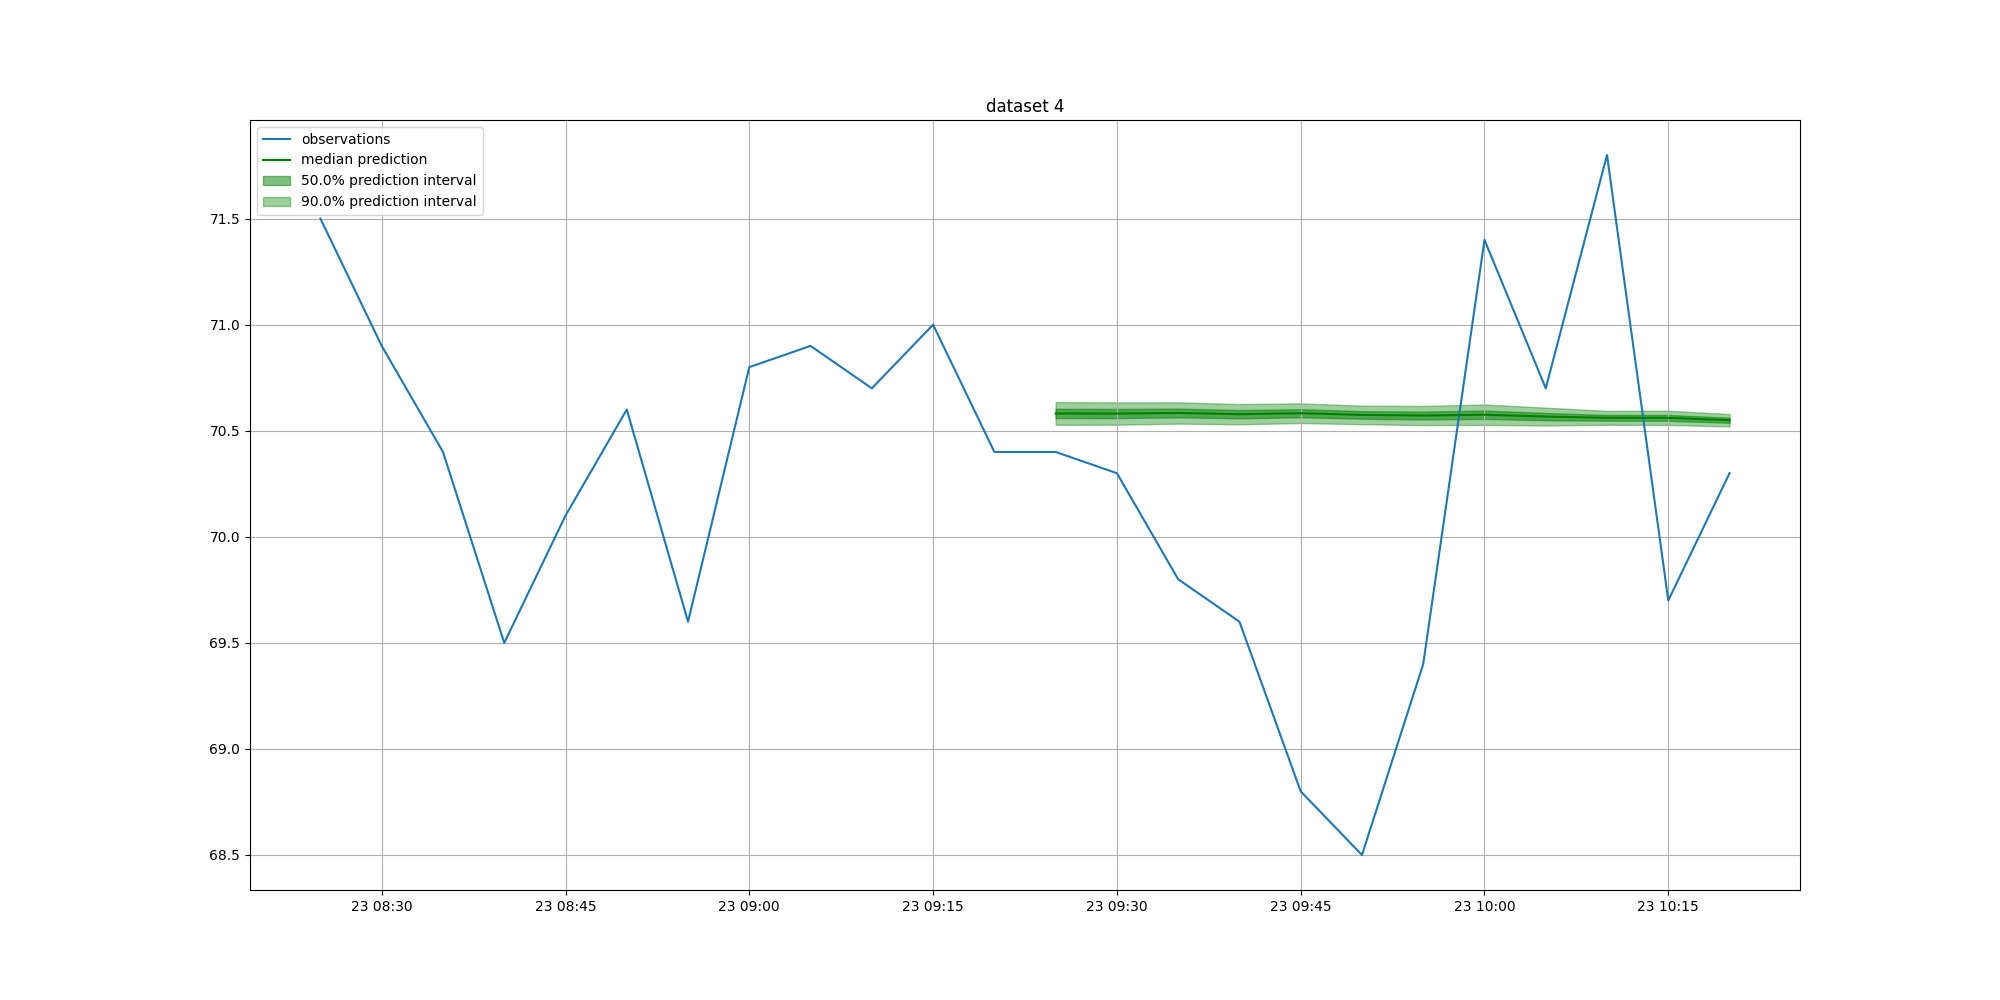 dataset 4
observations
median prediction
50.0% prediction interval
90.0% prediction interval
71.5
71.0
70.5
70.0
69.5
69.0
68.5
23 08:30 23 08:45 23 09:00 23 09:15 23 09:30 23 09:45 23 10:00 23 10:15